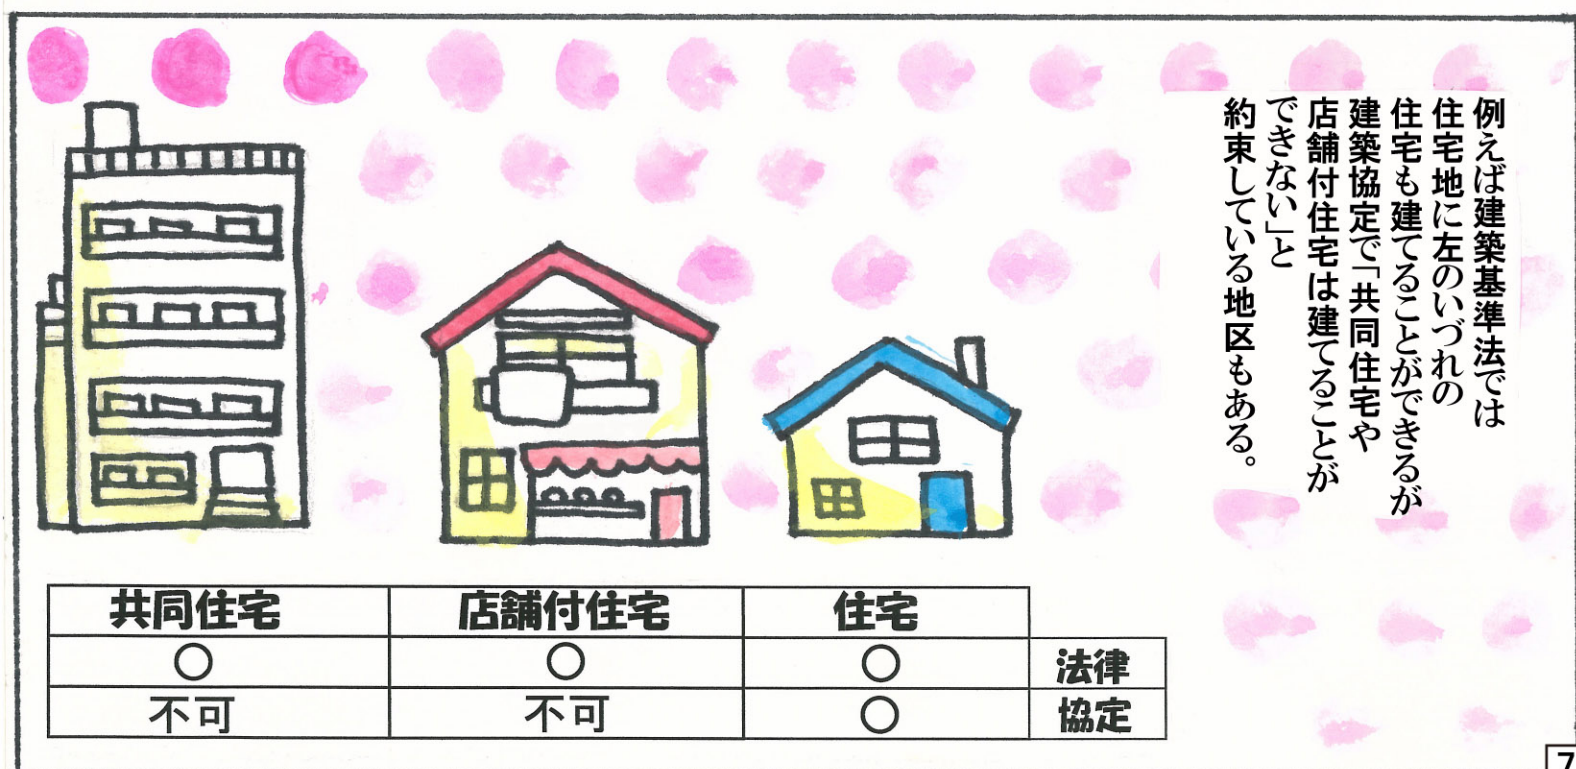 例えば建築基準法では
住宅地に左のいづれの
住宅も建てることができるが
建築協定で「共同住宅や
店舗付住宅は建てることが
できない」と
約束している地区もある。
共同住宅 店舗付住宅 住宅
○ ○ ○ 法律
不可 不可 ○ 協定
7